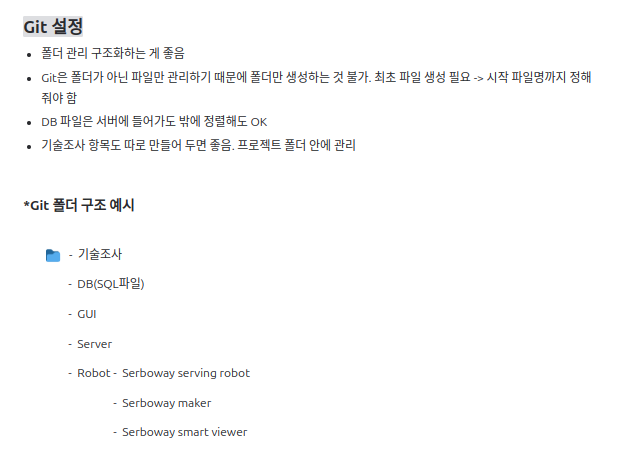 Git 설정
• 폴더 관리 구조화하는 게 좋음
• Git은 폴더가 아닌 파일만 관리하기 때문에 폴더만 생성하는 것 불가. 최초 파일 생성 필요 -> 시작 파일명까지 정해
줘야 함
• DB 파일은 서버에 들어가도 밖에 정렬해도 OK
• 기술조사 항목도 따로 만들어 두면 좋음. 프로젝트 폴더 안에 관리
*Git 폴더 구조 예시
- 기술조사
- DB(SQL파일)
- GUI
- Server
- Robot - Serboway serving robot
- Serboway maker
- Serboway smart viewer